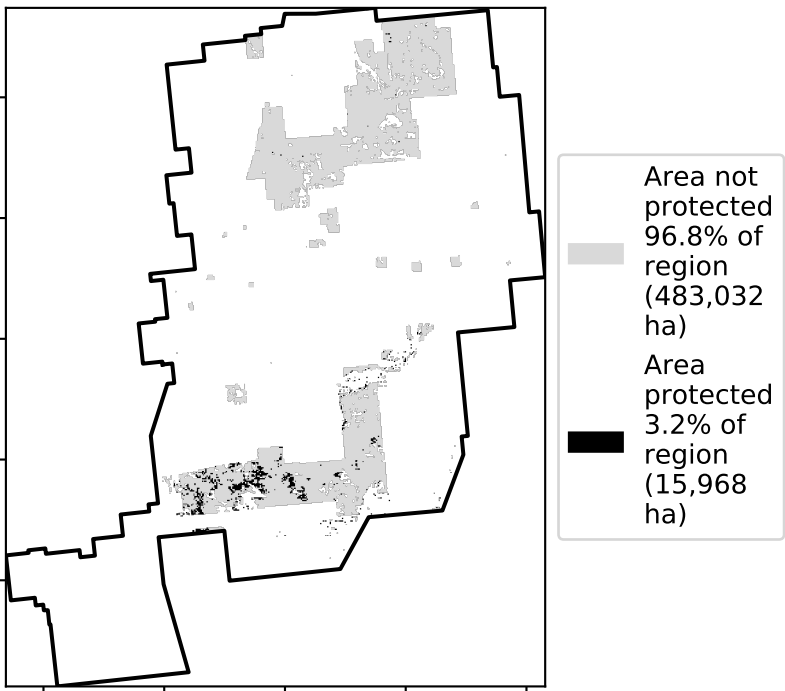 Area not
protected
96.8% of
region
(483,032
ha)
Area
protected
3.2% of
region
(15,968
ha)